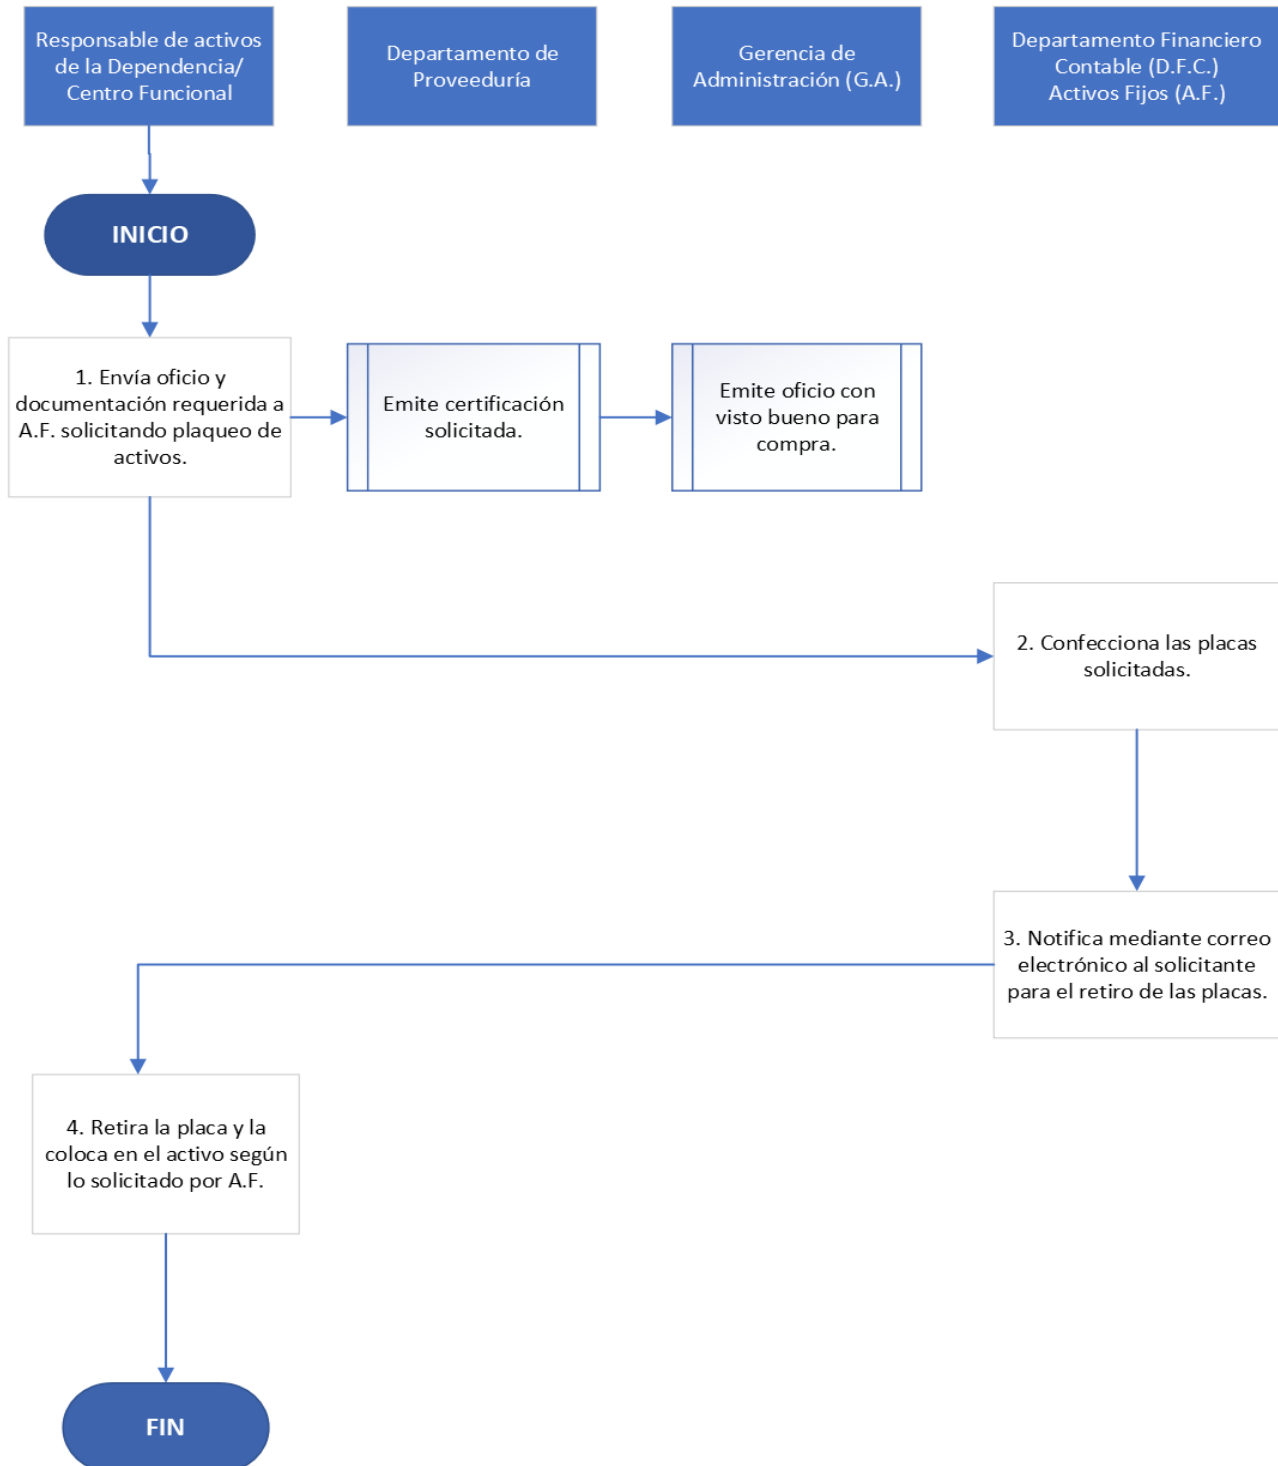 Responsable de activos
de la Dependencia/
Centro Funcional
Departamento de
Proveeduría
Gerencia de
Administración (G.A.)
Departamento Financiero
Contable (D.F.C.)
Activos Fijos (A.F.)
INICIO
1. Envía oficio y
documentación requerida a
A.F. solicitando plaqueo de
activos.
Emite certificación
solicitada.
Emite oficio con
visto bueno para
compra.
2. Confecciona las placas
solicitadas.
3. Notifica mediante correo
electrónico al solicitante
para el retiro de las placas.
4. Retira la placa y la
coloca en el activo según
lo solicitado por A.F.
FIN